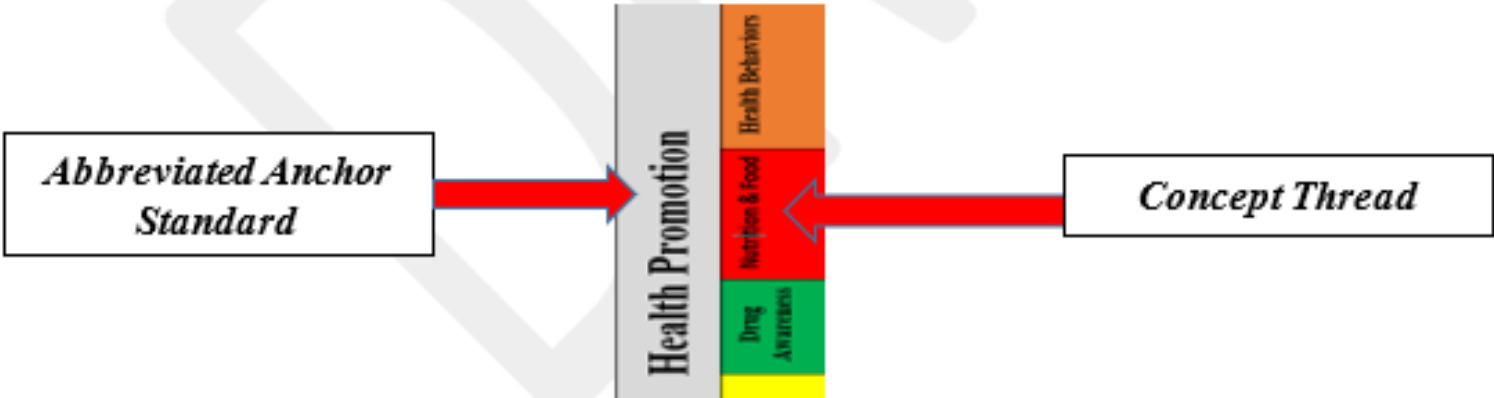 Abbreviated Anchor
Standard
Health Promotion
Health Behaviors
Nutrition & Food
Drug
Awareness
Concept Thread